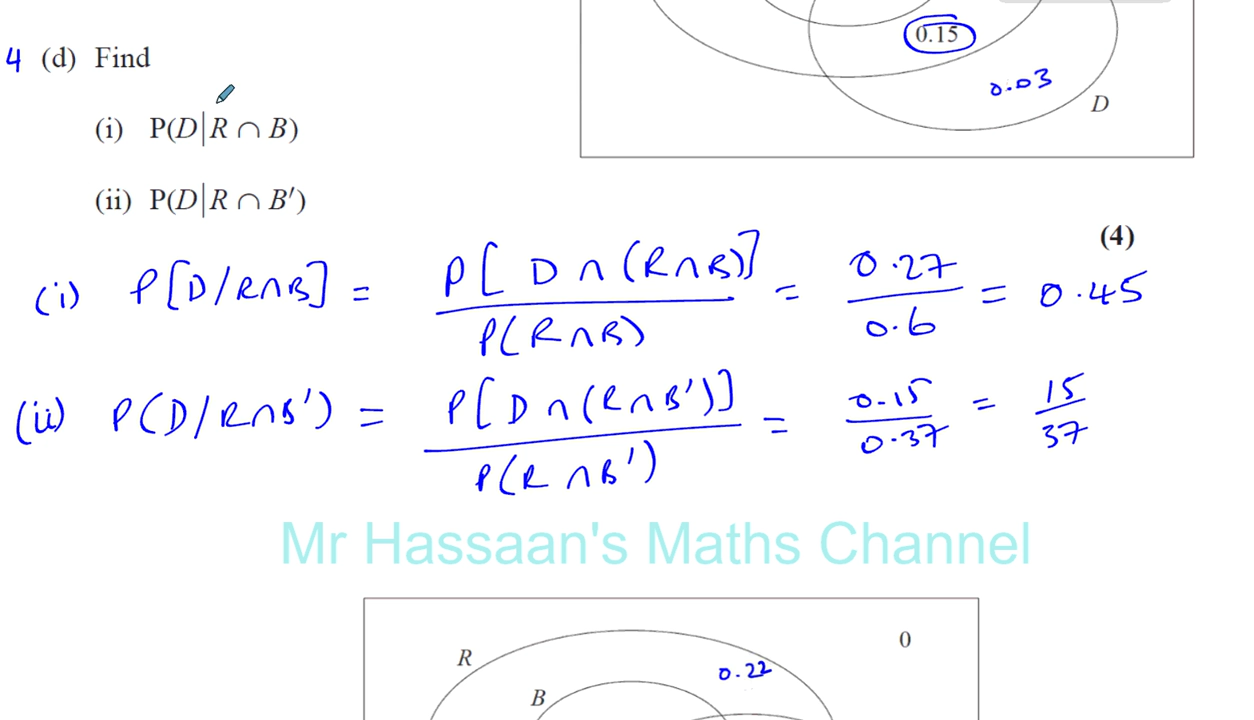 0.15
4 (d) Find
0.03
D
(i) P(D|R ∩ B)
(ii) P(D|R ∩ B′)
(4)
(i) P[D/R∩B] = P[D ∩ (R∩B)] / P(R∩B) = 0.27 / 0.6 = 0.45
(ii) P(D/R∩B') = P[D ∩ (R∩B')] / P(R∩B') = 0.15 / 0.37 = 15 / 37
Mr Hassaan's Maths Channel
0
R
0.22
B